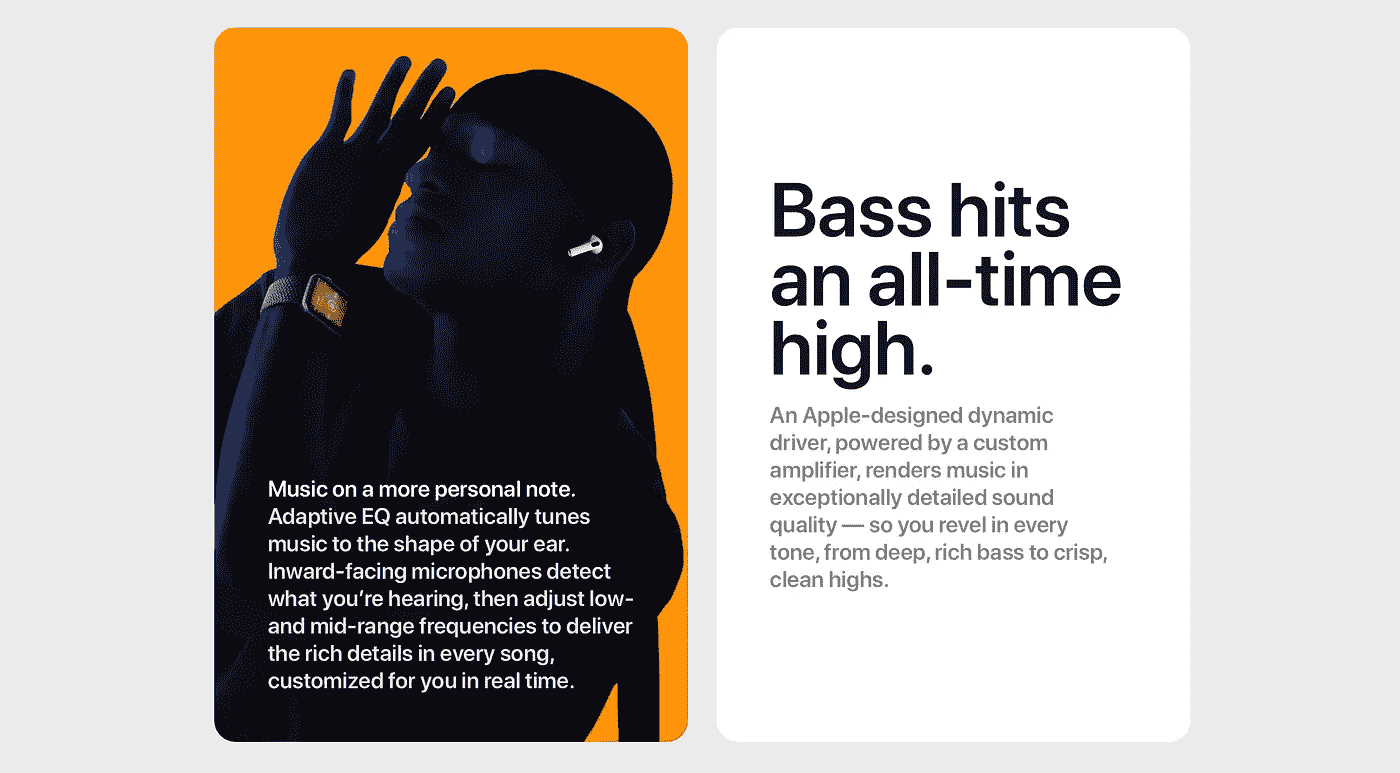 Music on a more personal note.
Adaptive EQ automatically tunes
music to the shape of your ear.
Inward-facing microphones detect
what you’re hearing, then adjust low-
and mid-range frequencies to deliver
the rich details in every song,
customized for you in real time.
Bass hits
an all-time
high.
An Apple-designed dynamic
driver, powered by a custom
amplifier, renders music in
exceptionally detailed sound
quality — so you revel in every
tone, from deep, rich bass to crisp,
clean highs.